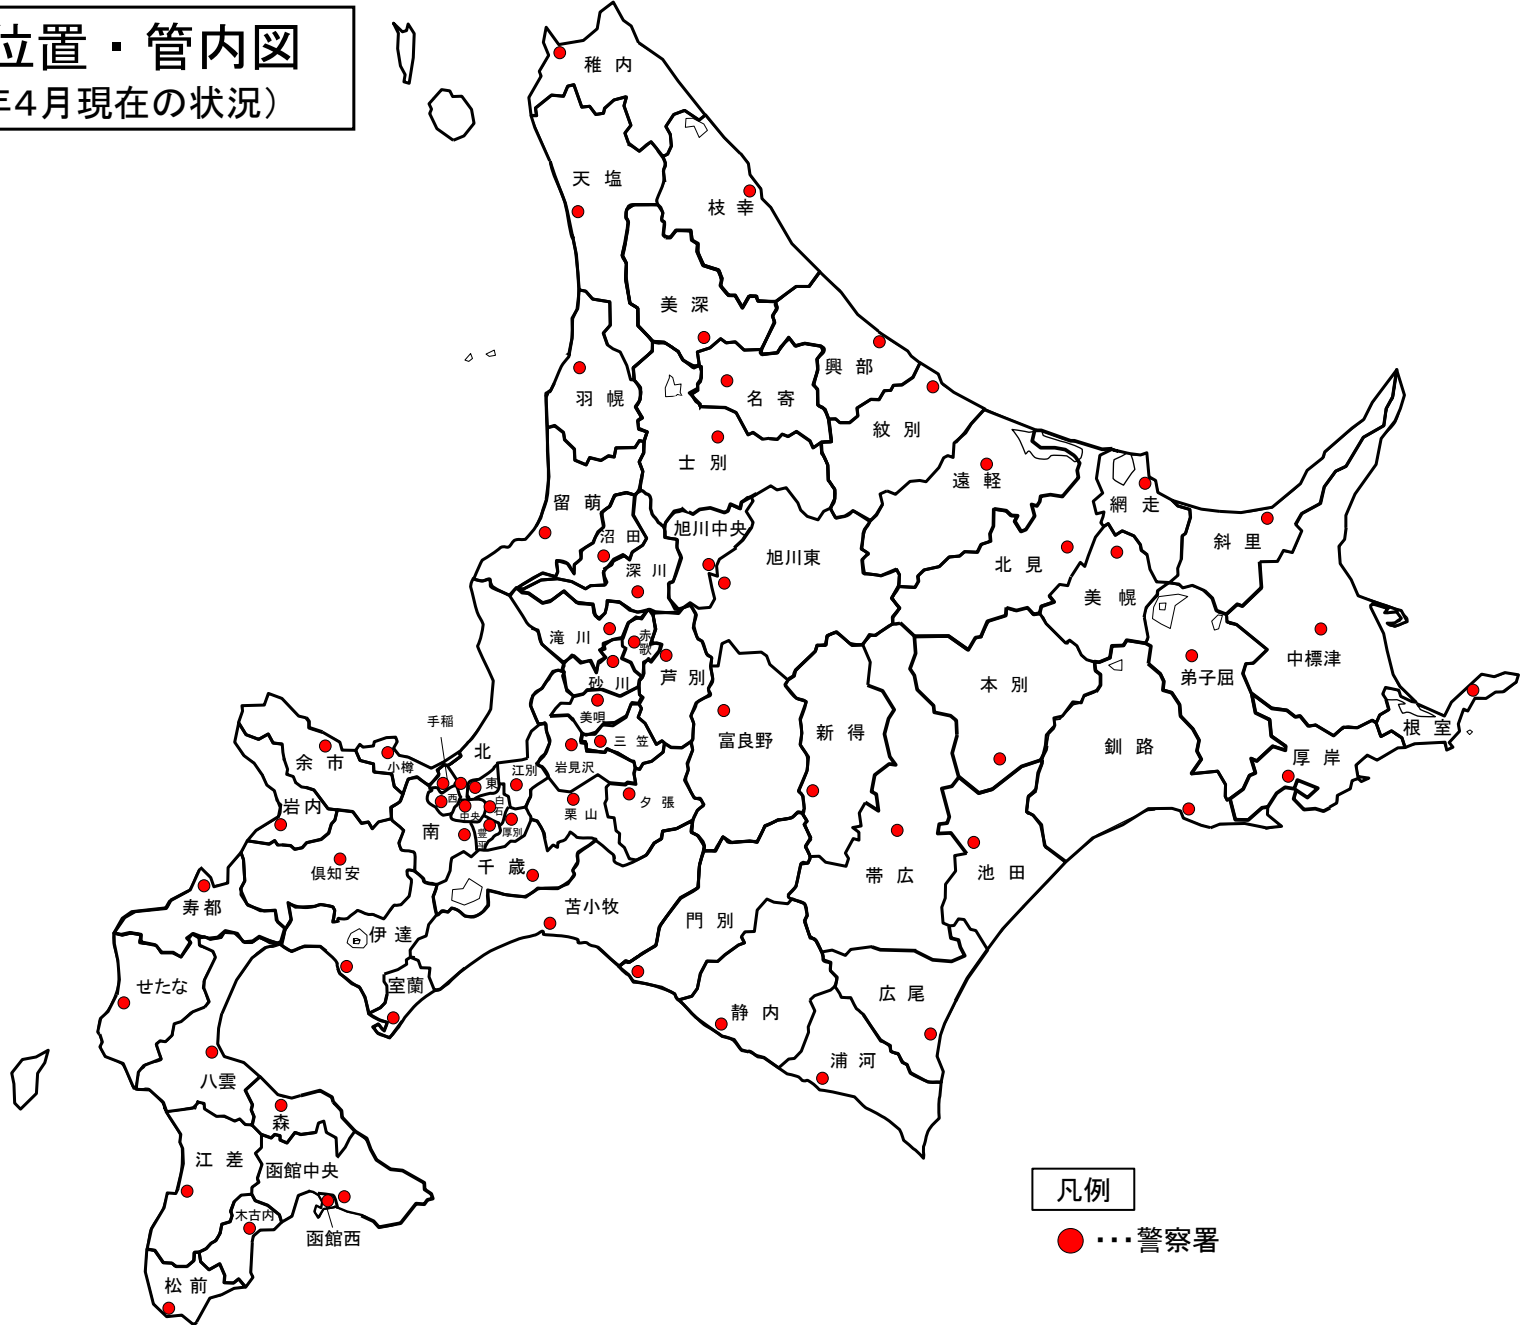 位置・管内図
年4月現在の状況）
稚内
天塩
枝幸
美深
興部
羽幌
名寄
紋別
士別
遠軽
留萌
網走
沼田
旭川中央
旭川東
斜里
深川
北見
美幌
滝川
赤歌
中標津
芦別
弟子屈
砂川
本別
美唄
手稲
根室
北
三笠
富良野
新得
釧路
余市
小樽
江別
岩見沢
厚岸
東
西
白石
夕張
岩内
中央
栗山
南
豊平
厚別
倶知安
千歳
帯広
池田
寿都
苫小牧
門別
伊達
せたな
室蘭
広尾
静内
浦河
八雲
森
江差
函館中央
凡例
木古内
函館西
・・・警察署
松前